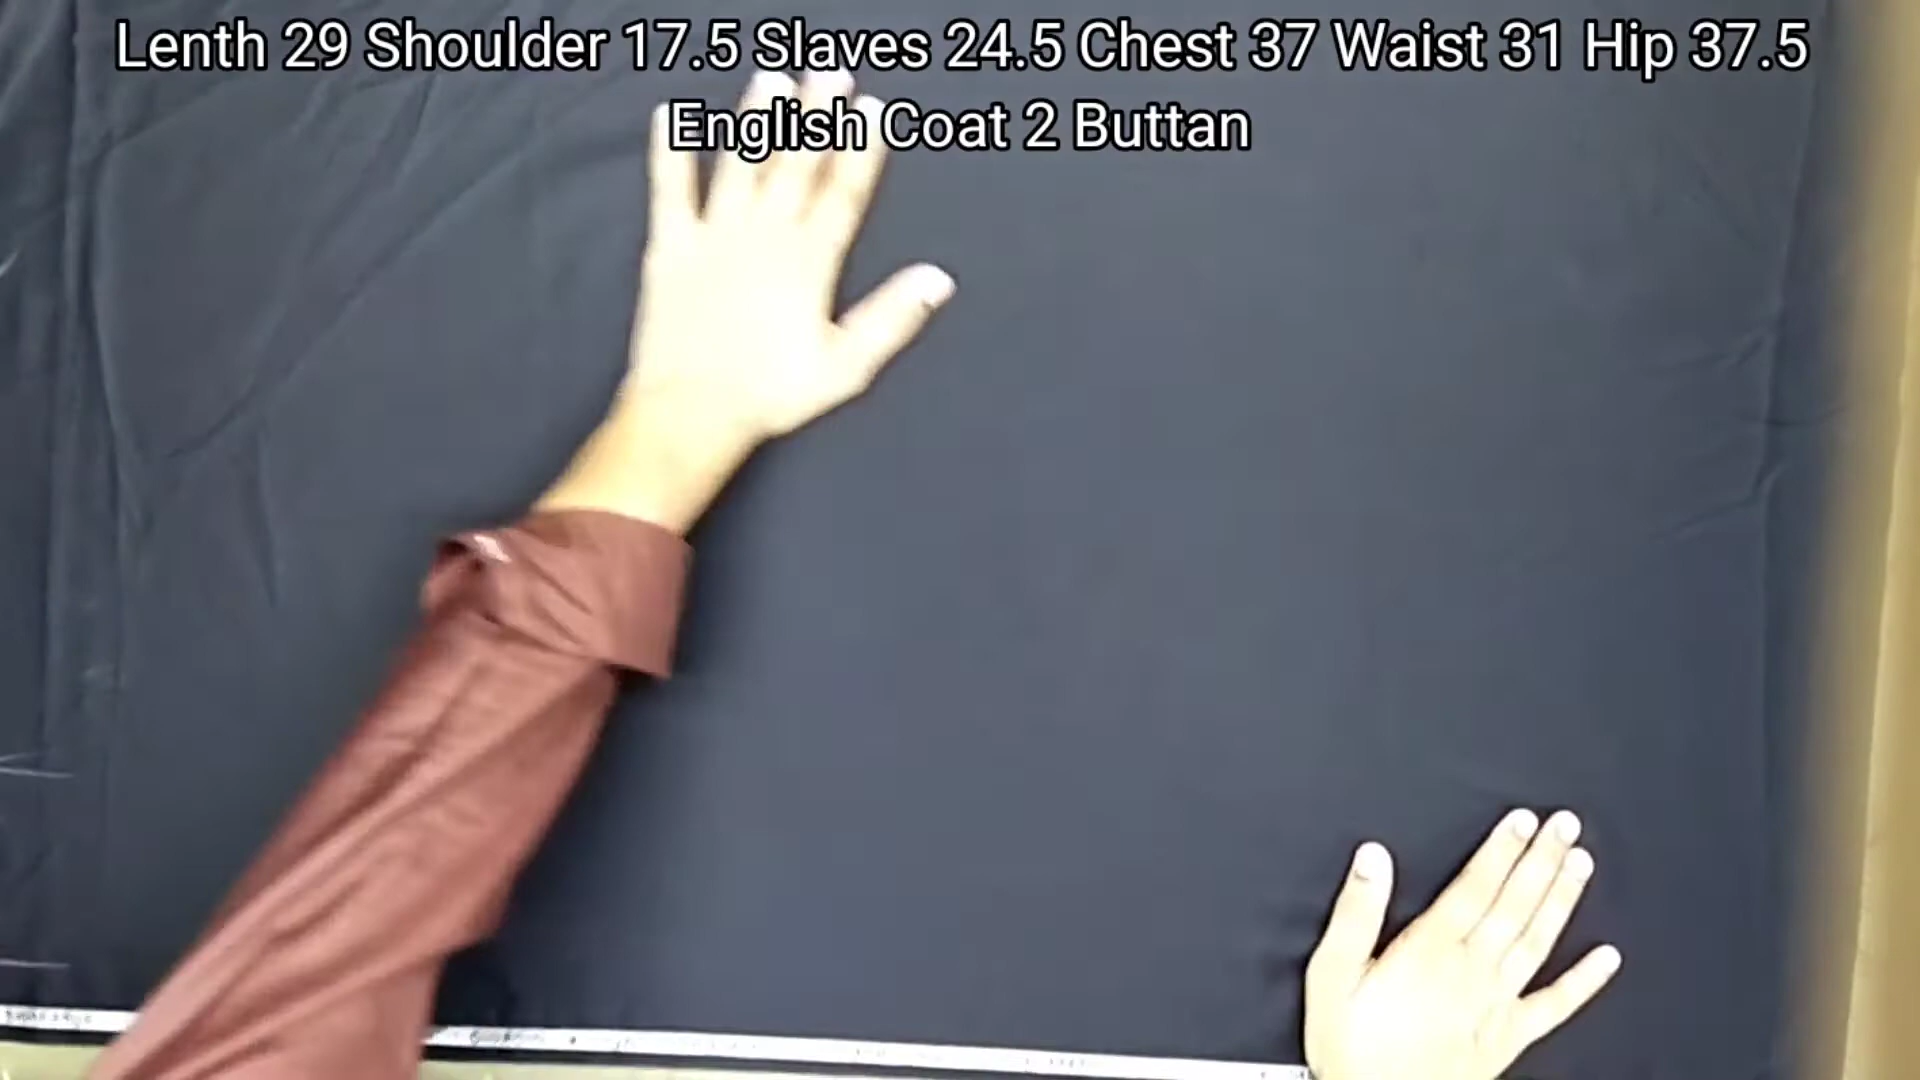 Lenth 29 Shoulder 17.5 Slaves 24.5 Chest 37 Waist 31 Hip 37.5
English Coat 2 Buttan